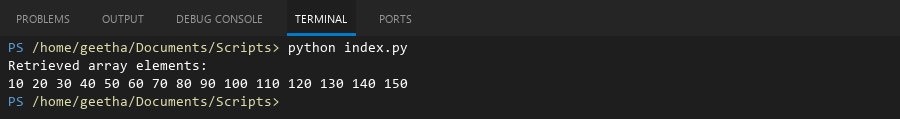 PROBLEMS OUTPUT DEBUG CONSOLE TERMINAL PORTS
PS /home/geetha/Documents/Scripts> python index.py
Retrieved array elements:
10 20 30 40 50 60 70 80 90 100 110 120 130 140 150
PS /home/geetha/Documents/Scripts>